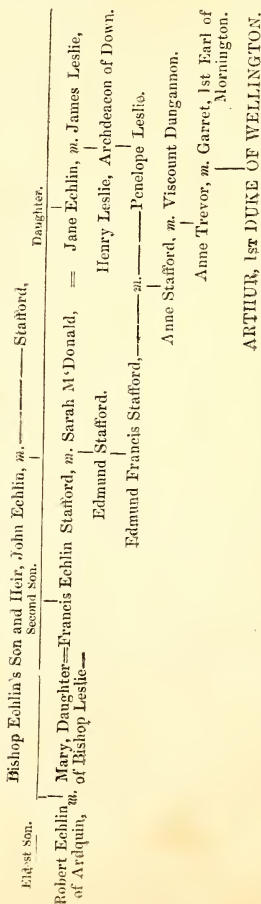 Bishop Echlin's Son and Heir, John Echlin, m.————Stafford,
Eldest Son. Second Son. Daughter.
Robert Echlin m. Mary, Daughter=Francis Echlin Stafford, m. Sarah M'Donald, = Jane Echlin, m. James Leslie,
of Ardquin, of Bishop Leslie—
Edmund Stafford. Henry Leslie, Archdeacon of Down.
Edmund Francis Stafford,————m.————Penelope Leslie.
Anne Stafford, m. Viscount Dungannon.
Anne Trevor, m. Garret, 1st Earl of
Mornington.
ARTHUR, 1ST DUKE OF WELLINGTON.